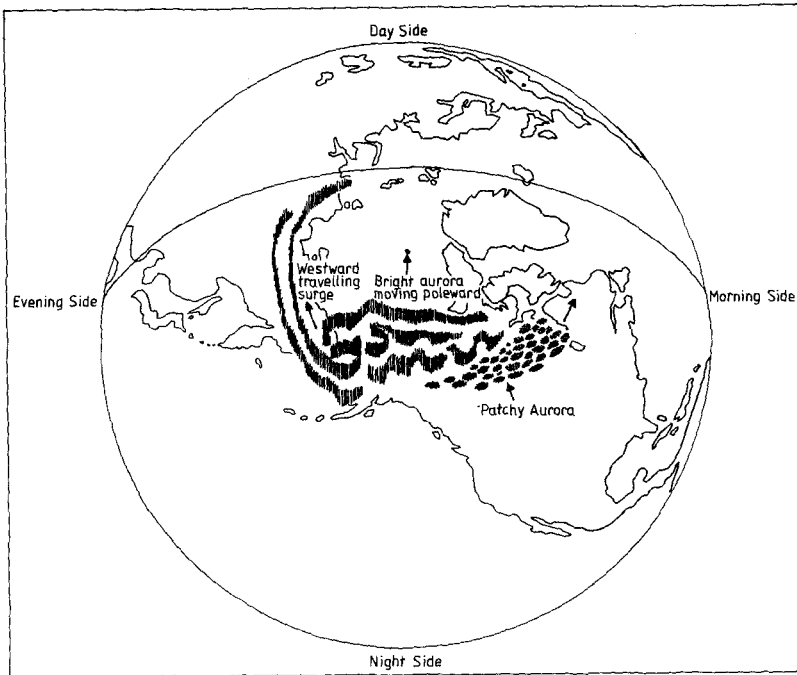 Day Side
Westward
travelling
surge
Bright aurora
moving poleward
Evening Side
Morning Side
Patchy Aurora
Night Side